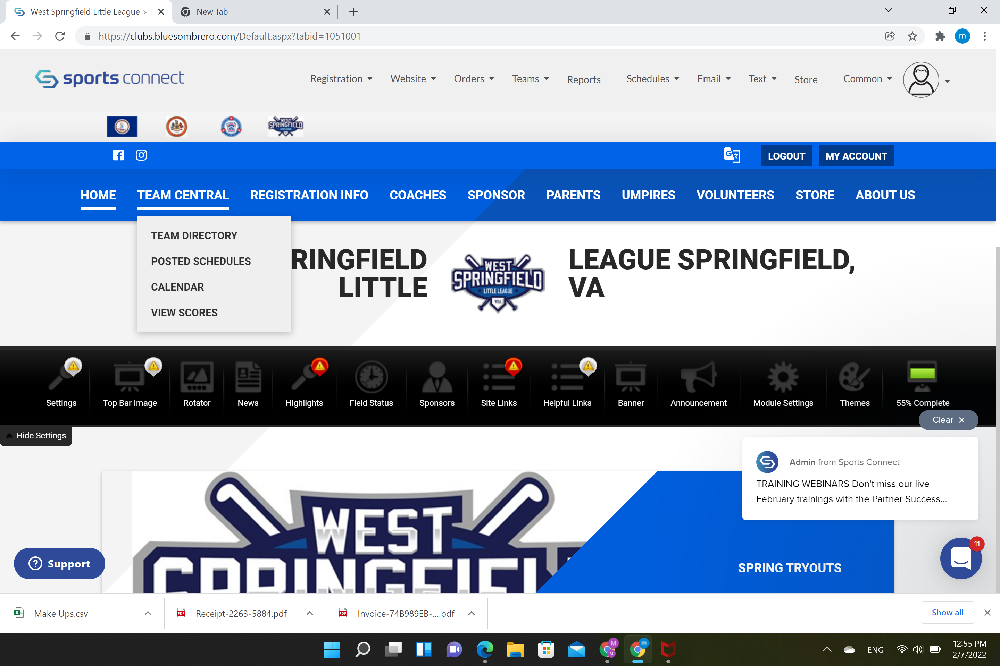 West Springfield Little League >
New Tab
https://clubs.bluesombrero.com/Default.aspx?tabid=1051001
m
sports connect
Registration Website Orders Teams Reports Schedules Email Text Store Common
WEST
SPRINGFIELD
LOGOUT MY ACCOUNT
HOME TEAM CENTRAL REGISTRATION INFO COACHES SPONSOR PARENTS UMPIRES VOLUNTEERS STORE ABOUT US
TEAM DIRECTORY
POSTED SCHEDULES
CALENDAR
VIEW SCORES
RINGFIELD
LITTLE
WEST
SPRINGFIELD
LITTLE LEAGUE
WSLL
LEAGUE SPRINGFIELD,
VA
Settings Top Bar Image Rotator News Highlights Field Status Sponsors Site Links Helpful Links Banner Announcement Module Settings Themes 55% Complete
Clear
Hide Settings
Admin from Sports Connect
TRAINING WEBINARS Don't miss our live
February trainings with the Partner Success...
WEST
SPRINGFIEL
SPRING TRYOUTS
11
Support
Make Ups.csv
Receipt-2263-5884.pdf
Invoice-74B989EB-....pdf
Show all
ENG
12:55 PM
2/7/2022